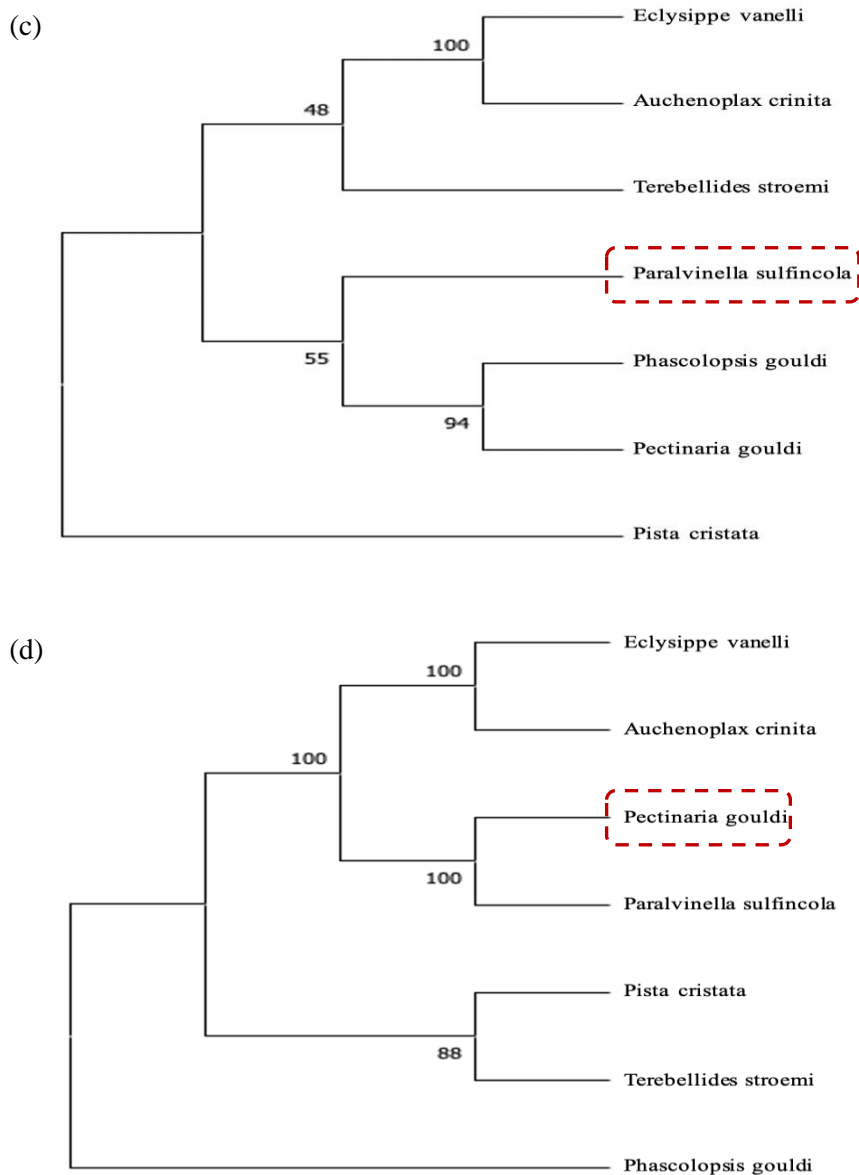 (c)
Eclysippe vanelli
100
Auchenoplax crinita
48
Terebellides stroemi
Paralvinella sulfincola
55
Phascolopsis gouldi
94
Pectinaria gouldi
Pista cristata
(d)
Eclysippe vanelli
100
Auchenoplax crinita
100
Pectinaria gouldi
100
Paralvinella sulfincola
Pista cristata
88
Terebellides stroemi
Phascolopsis gouldi